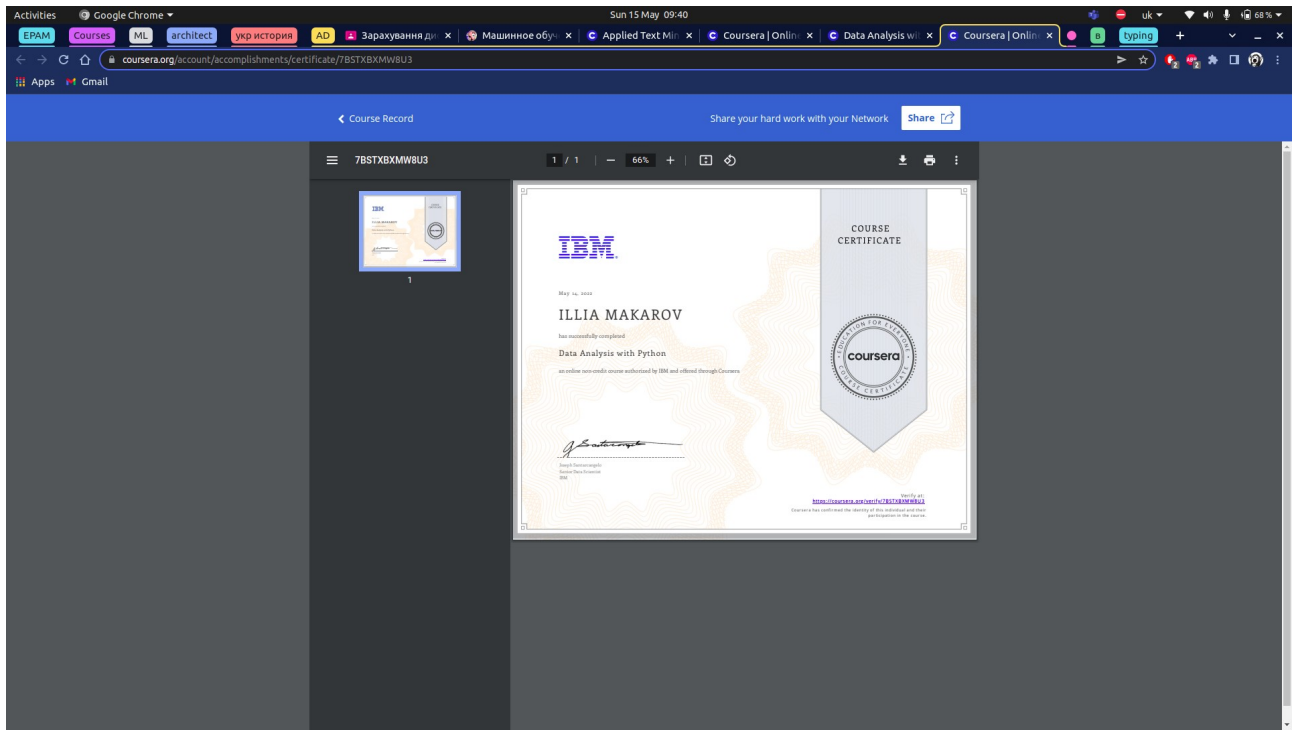 Activities Google Chrome Sun 15 May 09:40 uk 68 %
EPAM Courses ML architect укр история AD Зарахування ди Машинное обуч Applied Text Min Coursera | Onlin Data Analysis wi Coursera | Onlin B typing
coursera.org/account/accomplishments/certificate/7BSTXBXMW8U3
Apps Gmail
Course Record Share your hard work with your Network Share
7BSTXBXMW8U3 1 / 1 66%
1
IBM
COURSE
CERTIFICATE
May 14, 2022
ILLIA MAKAROV
has successfully completed
Data Analysis with Python
an online non-credit course authorized by IBM and offered through Coursera
EDUCATION FOR EVERYONE
coursera
COURSE CERTIFICATE
Joseph Santarcangelo
Senior Data Scientist
IBM
Verify at:
https://coursera.org/verify/7BSTXBXMW8U3
Coursera has confirmed the identity of this individual and their
participation in the course.